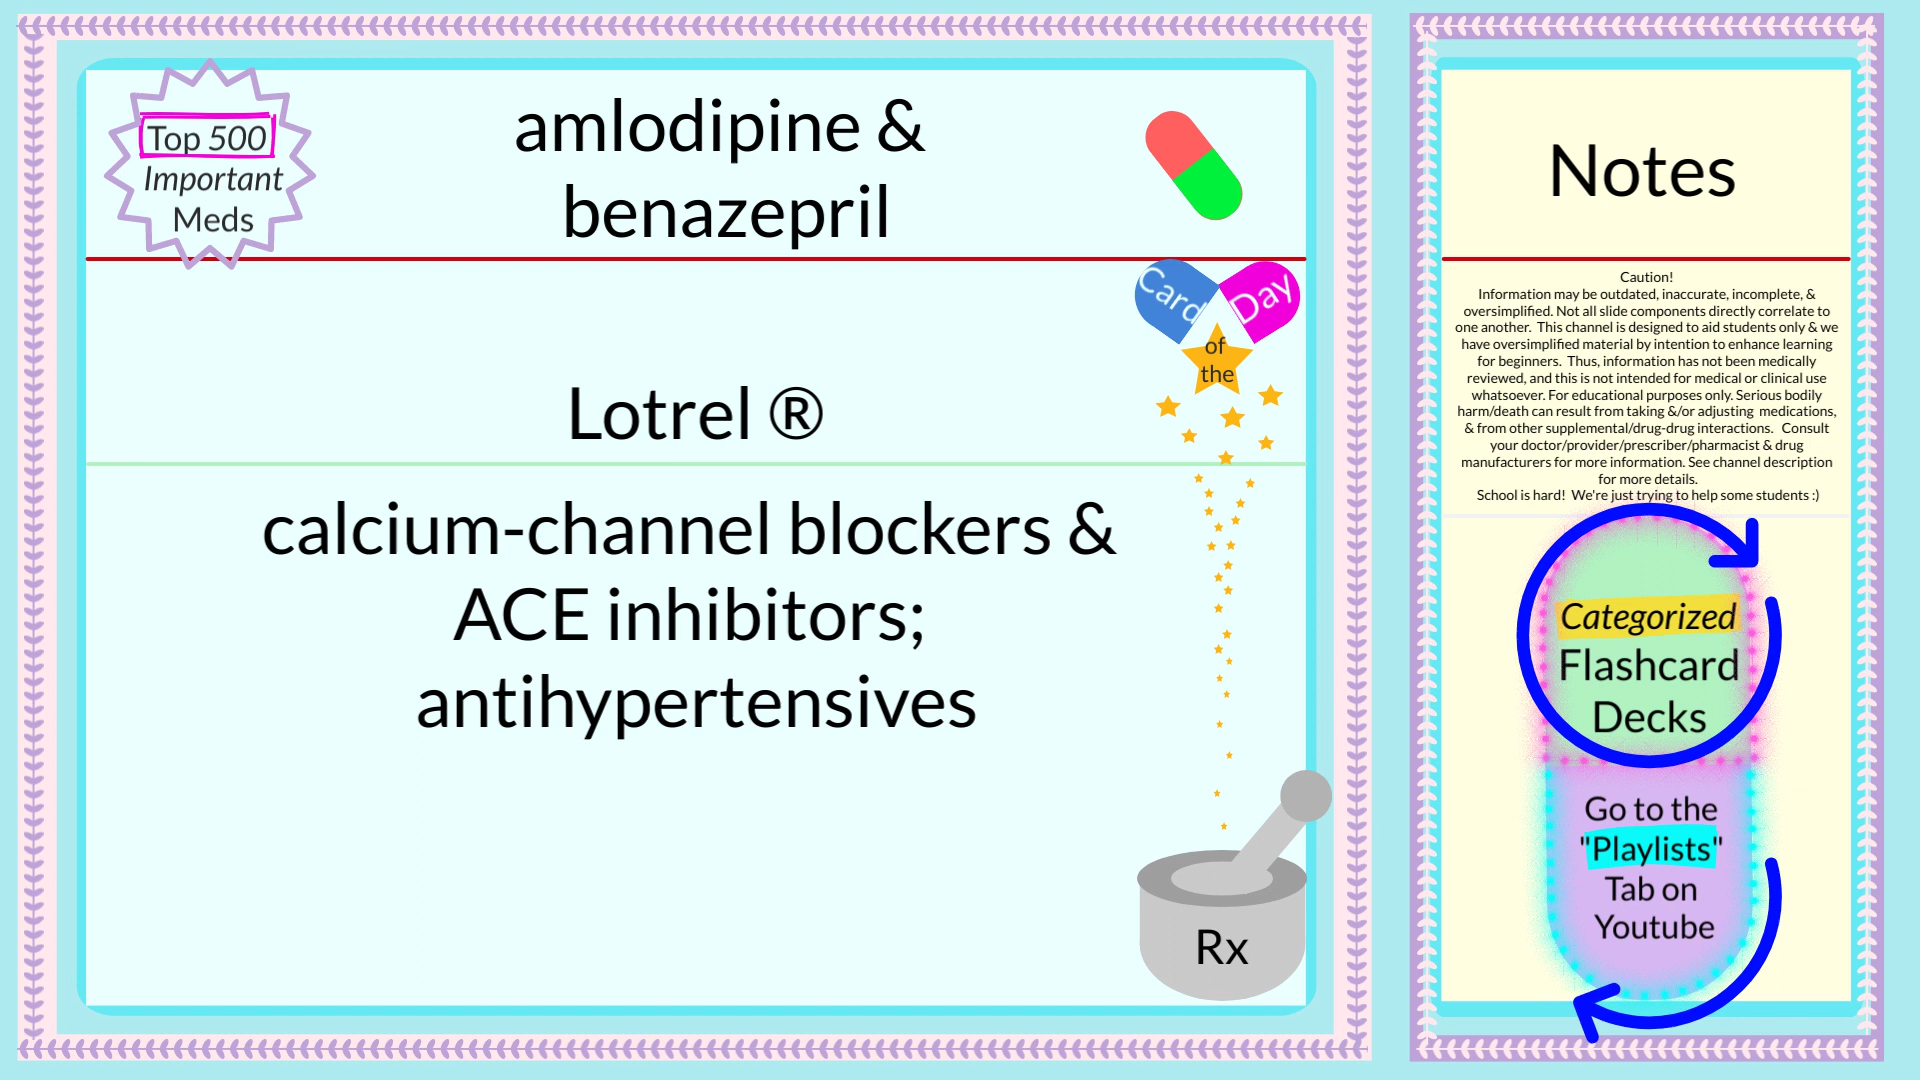 Top 500
Important
Meds
amlodipine &
benazepril
Card
Day
of
the
Lotrel ®
calcium-channel blockers &
ACE inhibitors;
antihypertensives
Rx
Notes
Caution!
Information may be outdated, inaccurate, incomplete, &
oversimplified. Not all slide components directly correlate to
one another. This channel is designed to aid students only & we
have oversimplified material by intention to enhance learning
for beginners. Thus, information has not been medically
reviewed, and this is not intended for medical or clinical use
whatsoever. For educational purposes only. Serious bodily
harm/death can result from taking &/or adjusting medications,
& from other supplemental/drug-drug interactions. Consult
your doctor/provider/prescriber/pharmacist & drug
manufacturers for more information. See channel description
for more details.
School is hard! We're just trying to help some students :)
Categorized
Flashcard
Decks
Go to the
"Playlists"
Tab on
Youtube